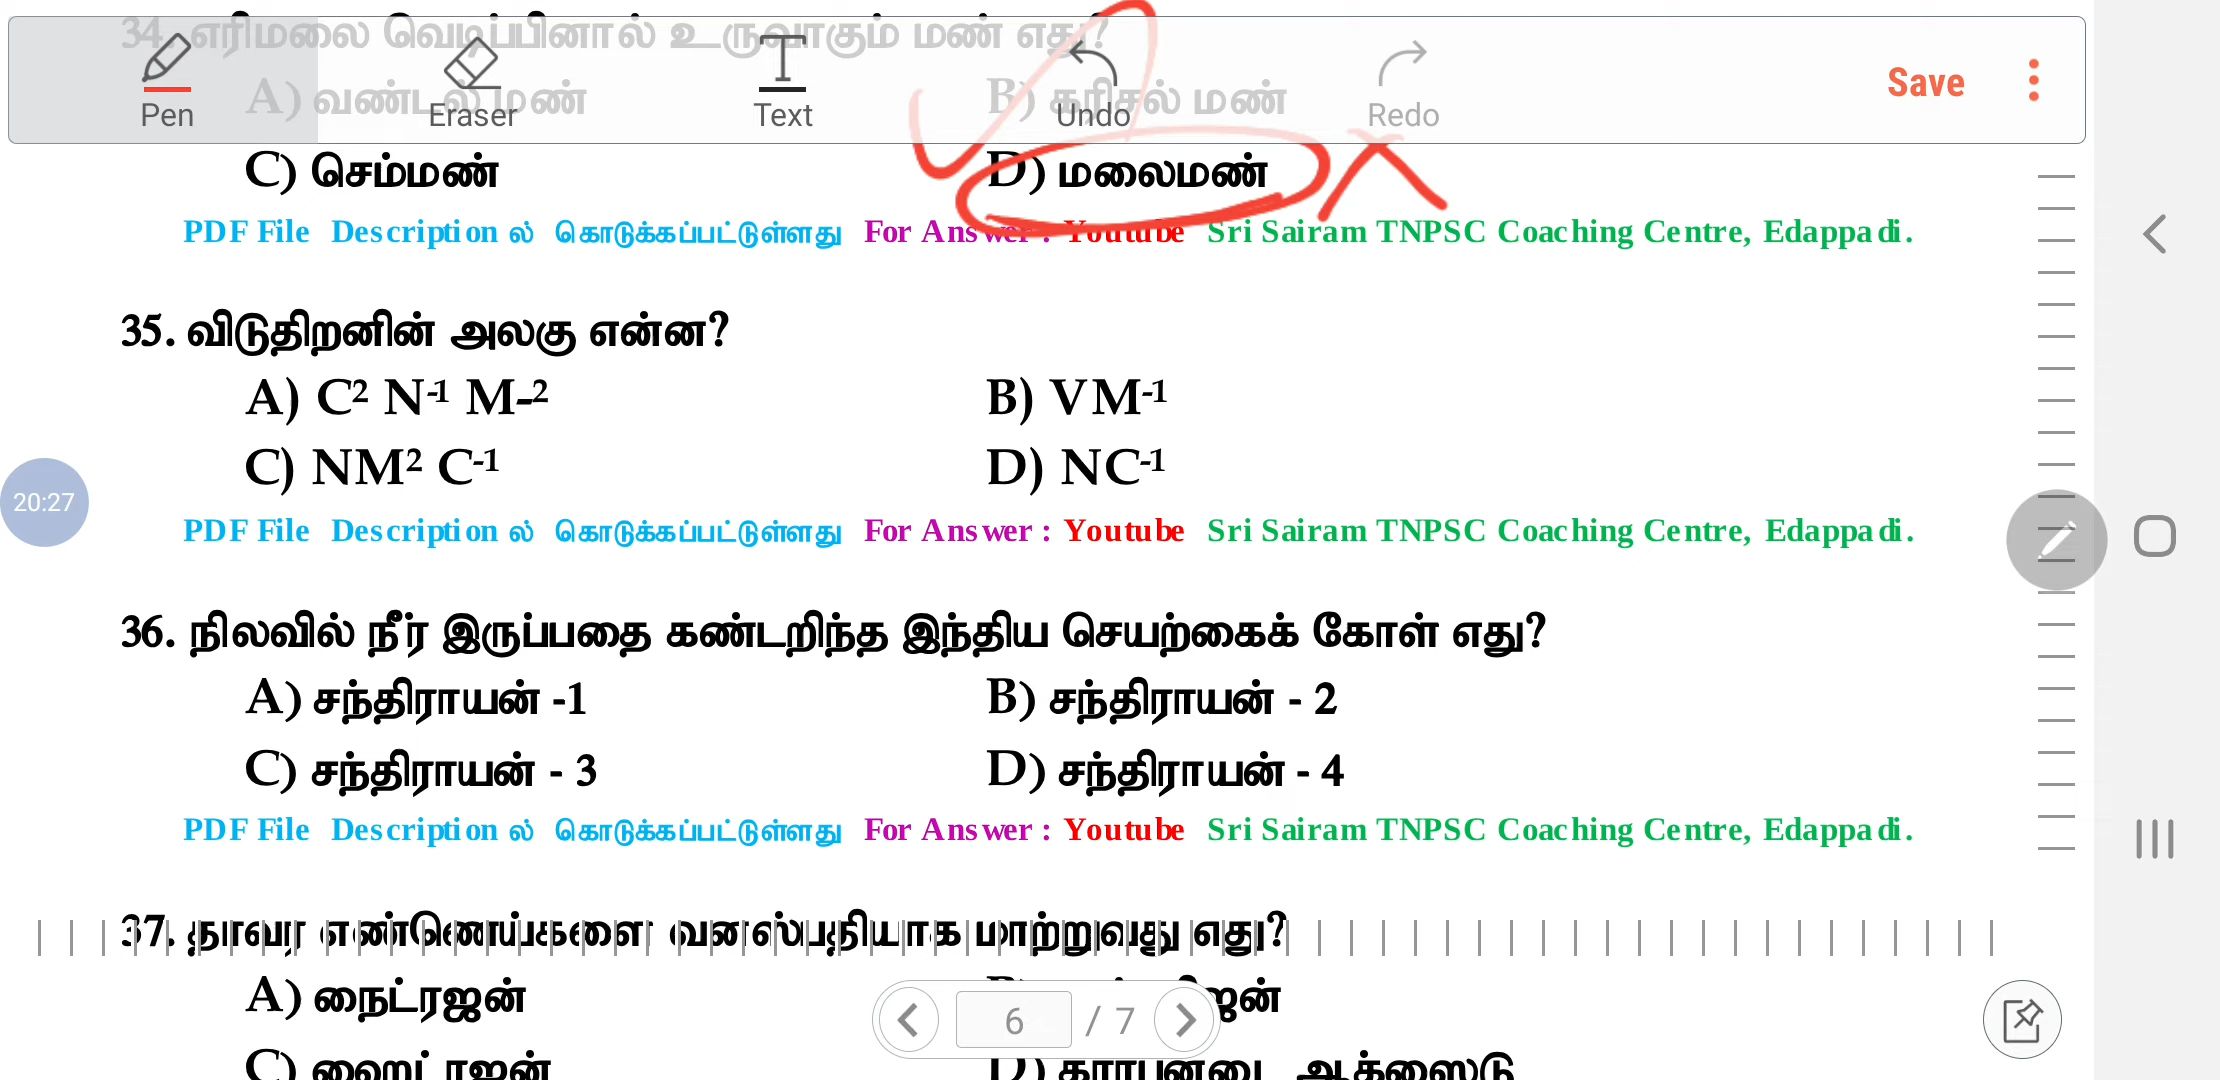 34. எரிமலை வெடிப்பினால் உருவாகும் மண் எது?
A) வண்டல் மண் B) கரிசல் மண்
Pen Eraser Text Undo Redo Save
C) செம்மண் D) மலைமண்
PDF File Description ல் கொடுக்கப்பட்டுள்ளது For Answer : Youtube Sri Sairam TNPSC Coaching Centre, Edappadi.
35. விடுதிறனின் அலகு என்ன?
A) C² N⁻¹ M-² B) VM⁻¹
C) NM² C⁻¹ D) NC⁻¹
20:27
PDF File Description ல் கொடுக்கப்பட்டுள்ளது For Answer : Youtube Sri Sairam TNPSC Coaching Centre, Edappadi.
36. நிலவில் நீர் இருப்பதை கண்டறிந்த இந்திய செயற்கைக் கோள் எது?
A) சந்திராயன் -1 B) சந்திராயன் - 2
C) சந்திராயன் - 3 D) சந்திராயன் - 4
PDF File Description ல் கொடுக்கப்பட்டுள்ளது For Answer : Youtube Sri Sairam TNPSC Coaching Centre, Edappadi.
37. தாவர எண்ணெய்களை வனஸ்பதியாக மாற்றுவது எது?
A) நைட்ரஜன்
6 / 7
C) ஹைட்ரஜன் D) கார்பன்டை ஆக்ஸைடு